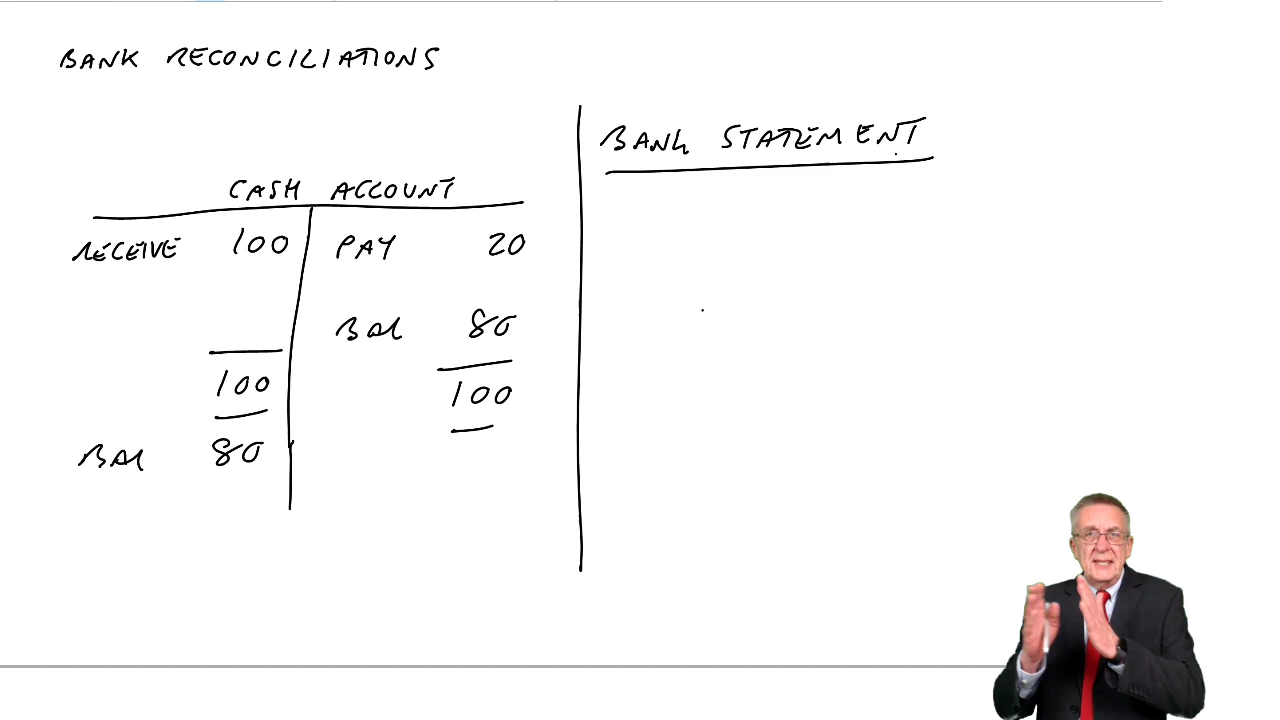 BANK RECONCILIATIONS
CASH ACCOUNT
RECEIVE 100 PAY 20
BAL 80
100 100
BAL 80
BANK STATEMENT